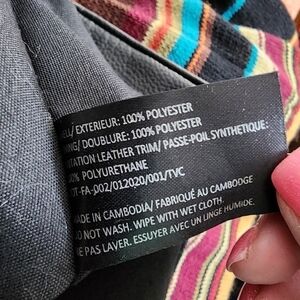 EXTERIEUR: 100% POLYESTER
DOUBLURE: 100% POLYESTER
LEATHER TRIM/ PASSE-POIL SYNTHETIQUE:
POLYURETHANE
-FA-002/012020/001/TVC
MADE IN CAMBODIA/ FABRIQUÉ AU CAMBODGE
DO NOT WASH. WIPE WITH WET CLOTH.
NE PAS LAVER. ESSUYER AVEC UN LINGE HUMIDE.